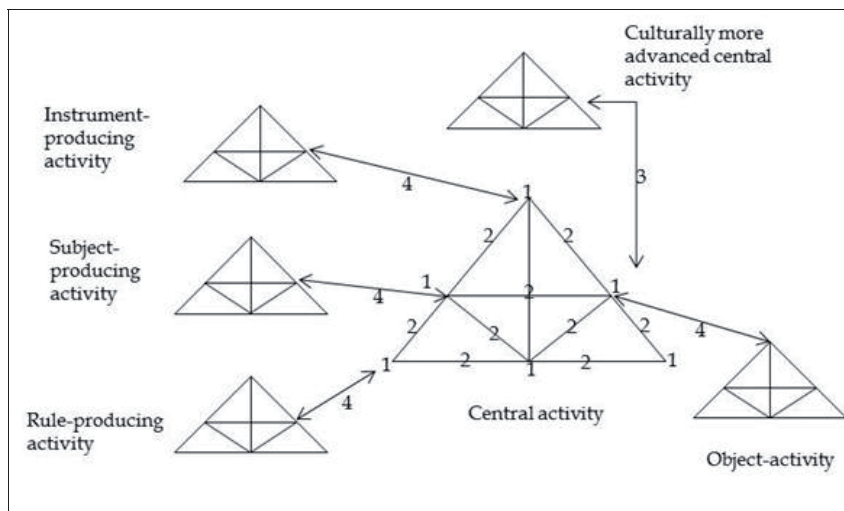 Culturally more
advanced central
activity
Instrument-
producing
activity
3
4
1
2 2
Subject-
producing
activity
1 2 1
4
4
2 2 2 2
1 2 1 2 1
Rule-producing
activity
4
Central activity
Object-activity